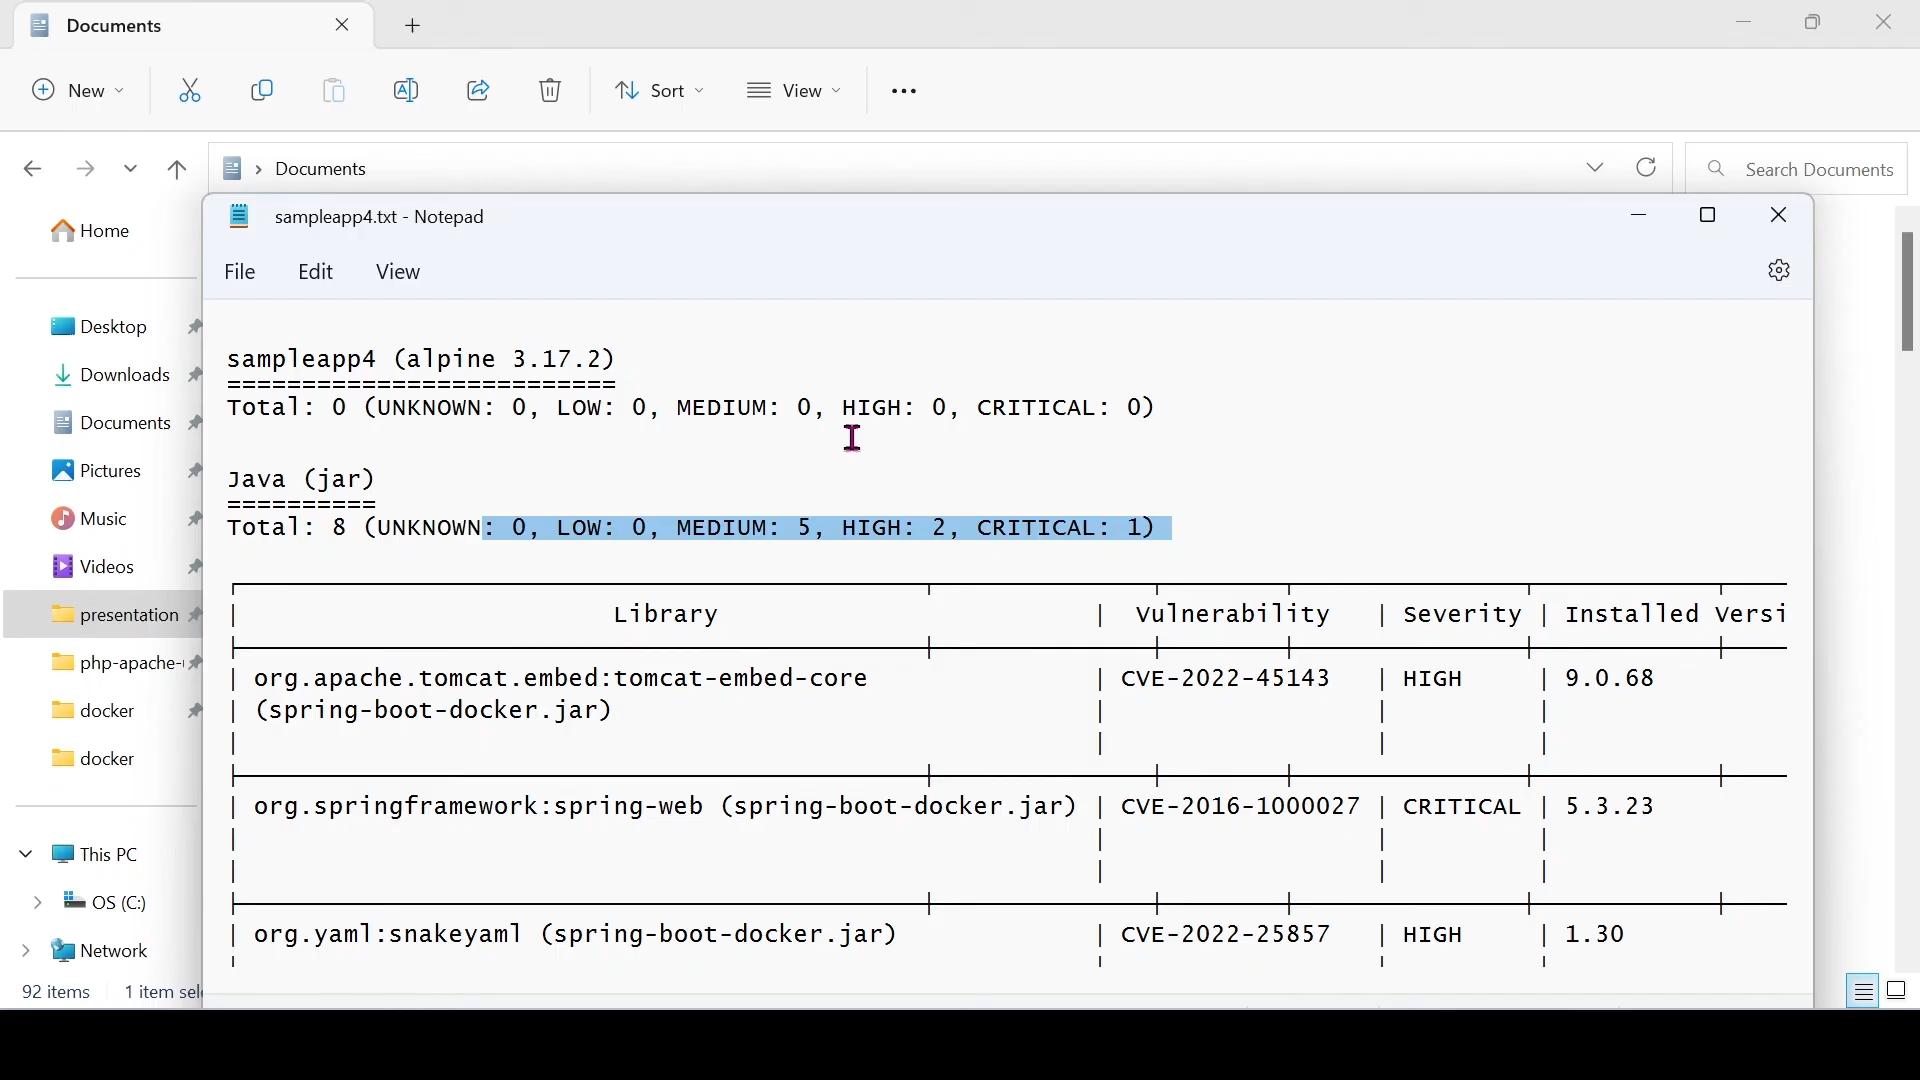 Documents
New
Sort
View
Documents
Search Documents
sampleapp4.txt - Notepad
File Edit View
Home
Desktop
Downloads
Documents
Pictures
Music
Videos
presentation
php-apache-
docker
docker
This PC
OS (C:)
Network
92 items 1 item sel
sampleapp4 (alpine 3.17.2)
==========================
Total: 0 (UNKNOWN: 0, LOW: 0, MEDIUM: 0, HIGH: 0, CRITICAL: 0)
Java (jar)
==========
Total: 8 (UNKNOWN: 0, LOW: 0, MEDIUM: 5, HIGH: 2, CRITICAL: 1)
Library | Vulnerability | Severity | Installed Versi
org.apache.tomcat.embed:tomcat-embed-core | CVE-2022-45143 | HIGH | 9.0.68
(spring-boot-docker.jar)
org.springframework:spring-web (spring-boot-docker.jar) | CVE-2016-1000027 | CRITICAL | 5.3.23
org.yaml:snakeyaml (spring-boot-docker.jar) | CVE-2022-25857 | HIGH | 1.30